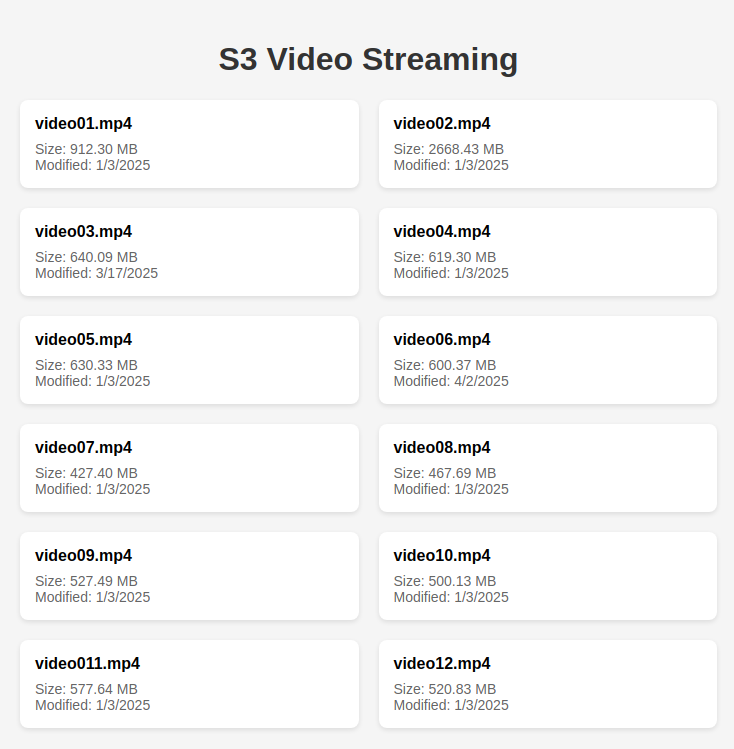 S3 Video Streaming
video01.mp4
Size: 912.30 MB
Modified: 1/3/2025
video02.mp4
Size: 2668.43 MB
Modified: 1/3/2025
video03.mp4
Size: 640.09 MB
Modified: 3/17/2025
video04.mp4
Size: 619.30 MB
Modified: 1/3/2025
video05.mp4
Size: 630.33 MB
Modified: 1/3/2025
video06.mp4
Size: 600.37 MB
Modified: 4/2/2025
video07.mp4
Size: 427.40 MB
Modified: 1/3/2025
video08.mp4
Size: 467.69 MB
Modified: 1/3/2025
video09.mp4
Size: 527.49 MB
Modified: 1/3/2025
video10.mp4
Size: 500.13 MB
Modified: 1/3/2025
video011.mp4
Size: 577.64 MB
Modified: 1/3/2025
video12.mp4
Size: 520.83 MB
Modified: 1/3/2025